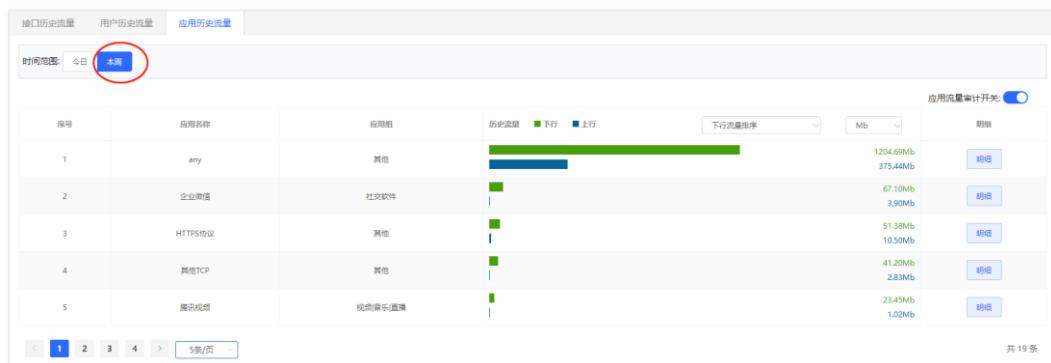 接口历史流量 用户历史流量 应用历史流量
时间范围: 今日 本周
应用流量审计开关:
序号 应用名称 应用组 历史流量 下行 上行 下行流量排序 Mb 明细
1 any 其他 1204.69Mb 375.44Mb 明细
2 企业微信 社交软件 67.10Mb 3.90Mb 明细
3 HTTPS协议 其他 51.38Mb 10.50Mb 明细
4 其他TCP 其他 41.20Mb 2.83Mb 明细
5 腾讯视频 视频|音乐|直播 23.45Mb 1.02Mb 明细
< 1 2 3 4 > 5条/页 共 19 条